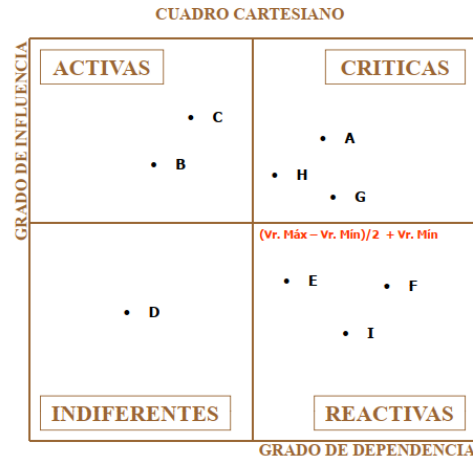 CUADRO CARTESIANO
GRADO DE INFLUENCIA
ACTIVAS
CRITICAS
C
A
B
H
G
(Vr. Máx – Vr. Mín)/2 + Vr. Mín
E
F
D
I
INDIFERENTES
REACTIVAS
GRADO DE DEPENDENCIA